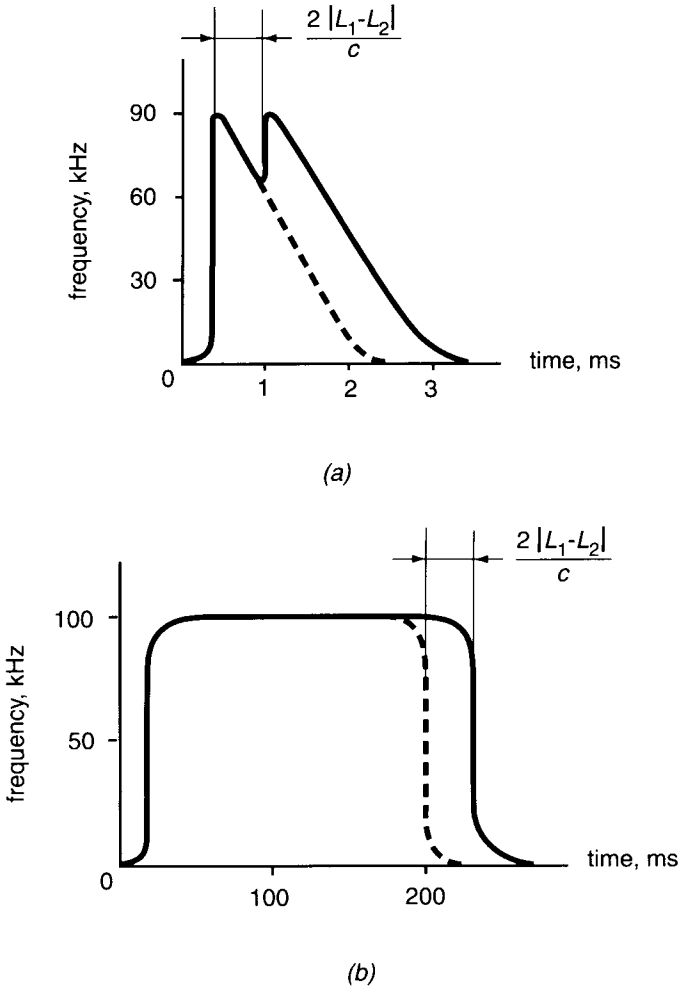 2 |L₁-L₂|
c
90
60
30
0
1 2 3
frequency, kHz
time, ms
(a)
2 |L₁-L₂|
c
100
50
0
100 200
frequency, kHz
time, ms
(b)